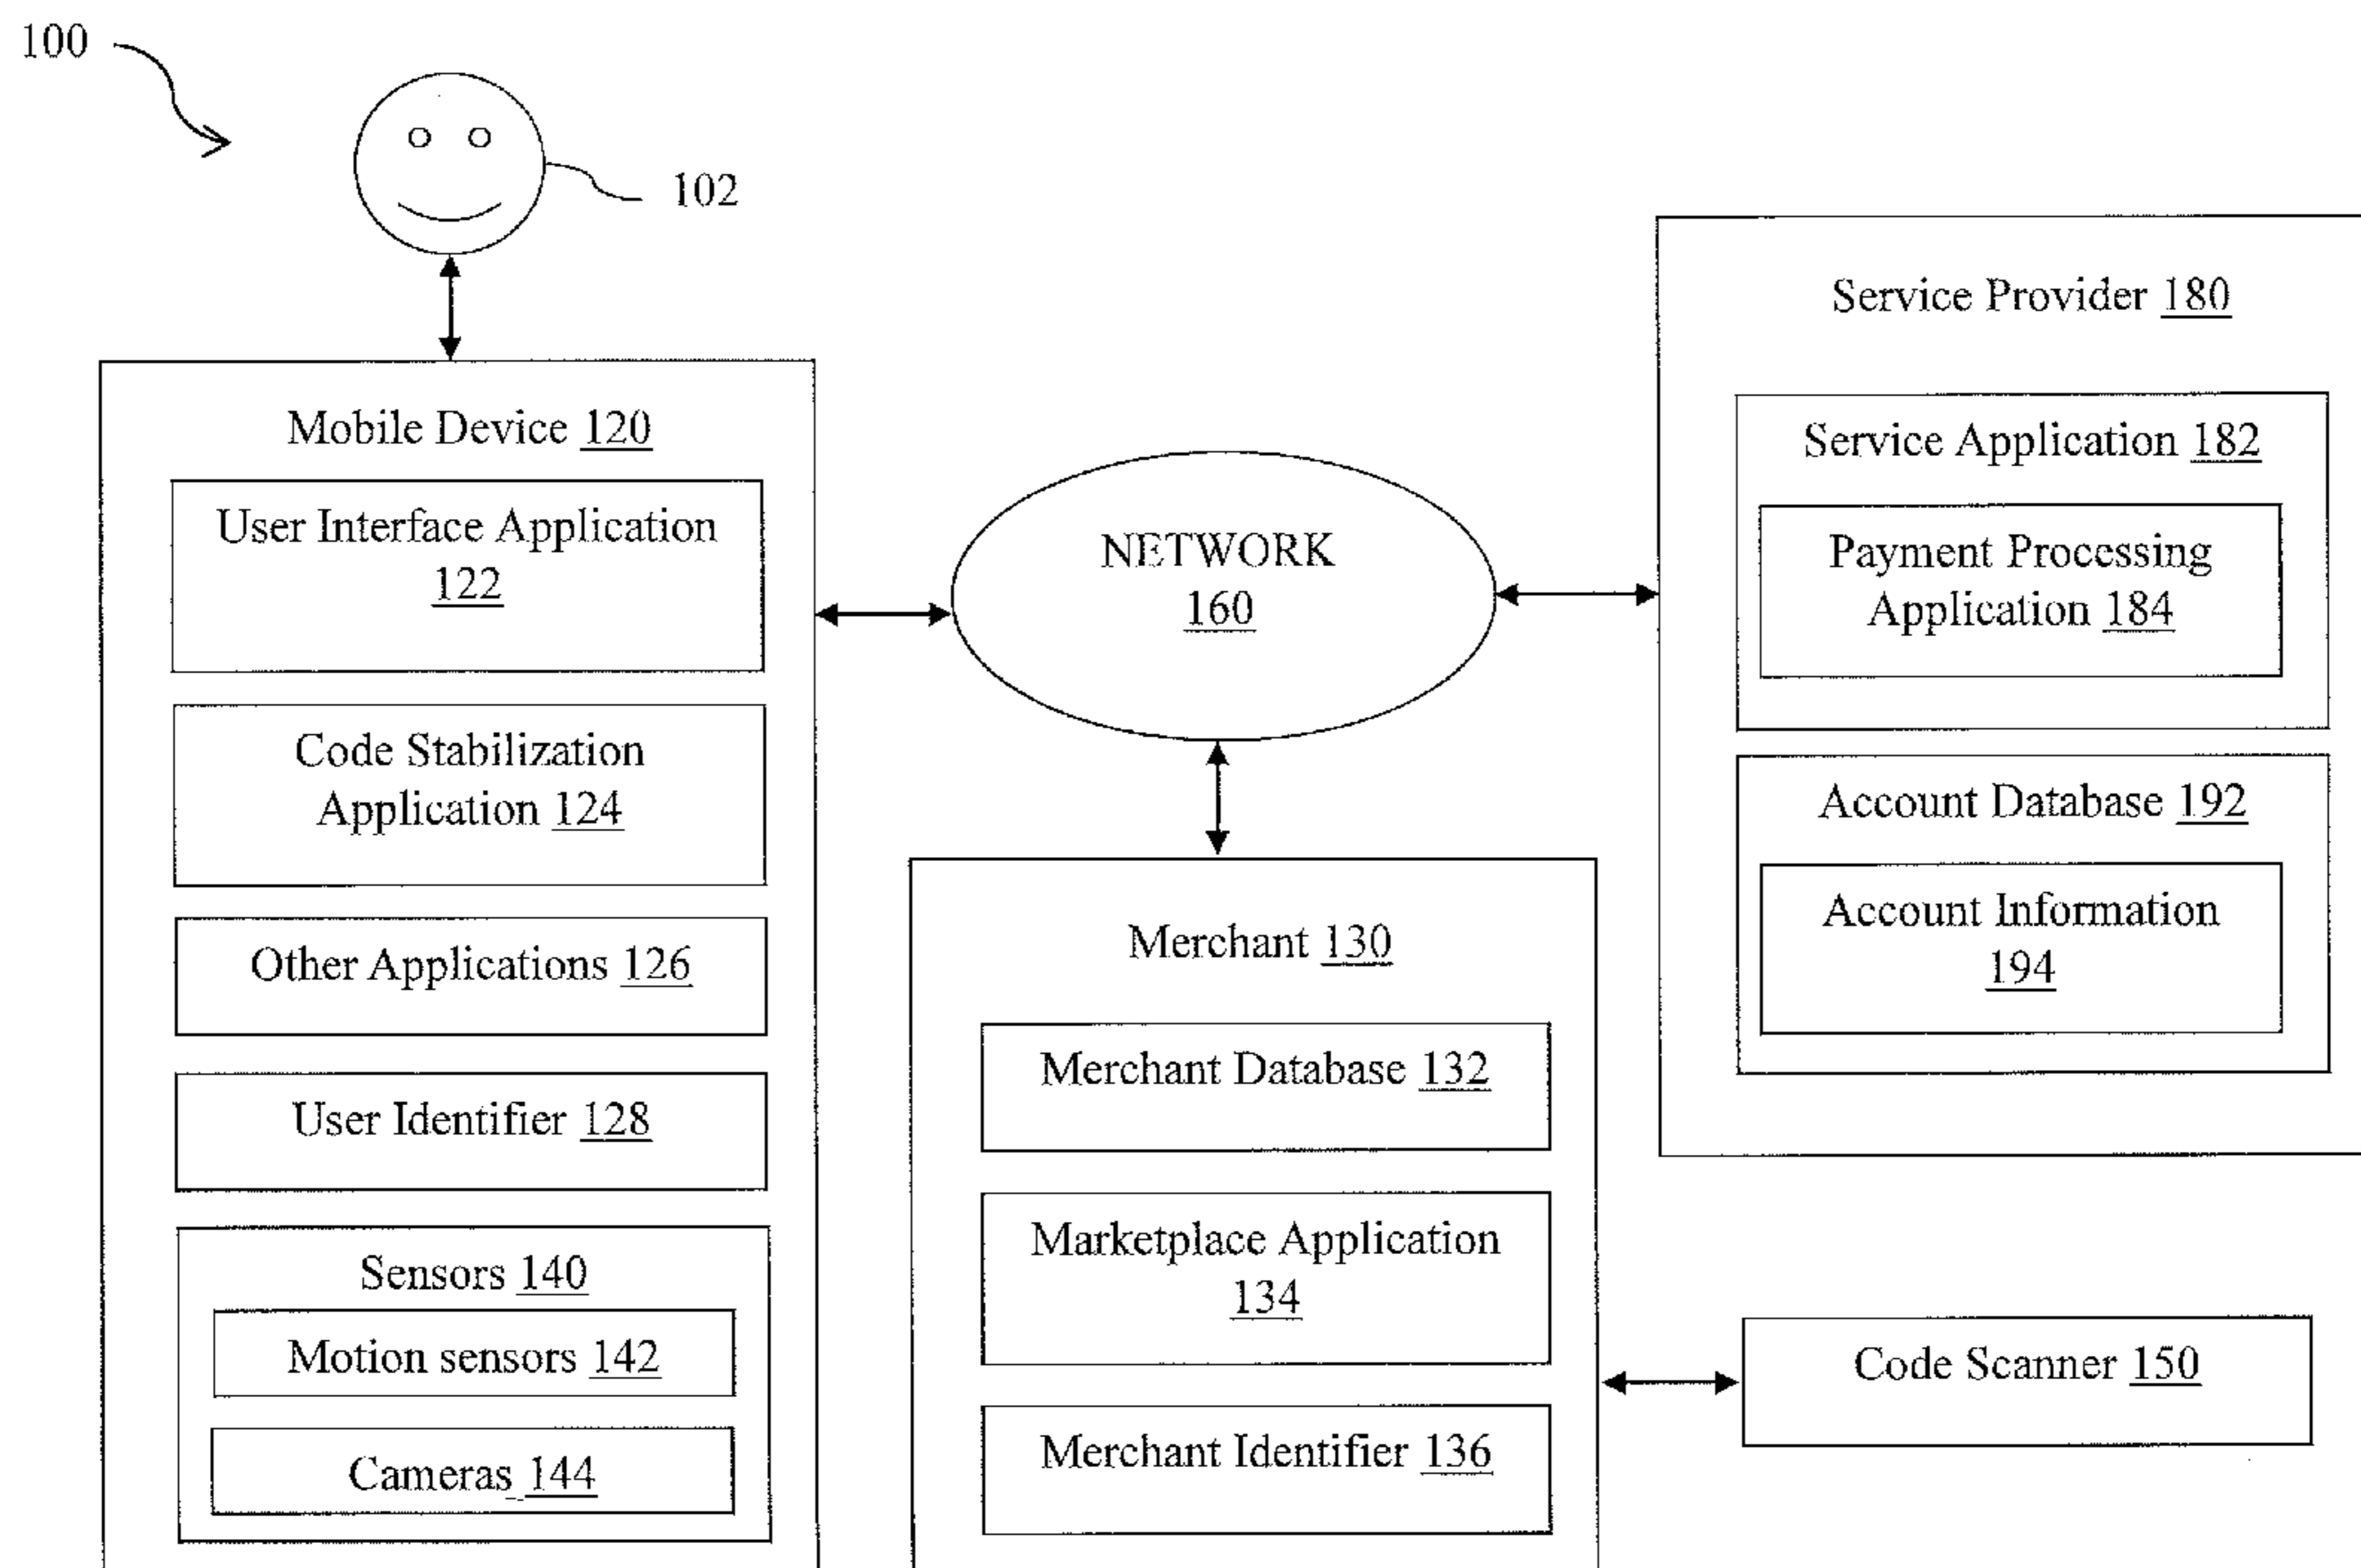 100
102
Mobile Device 120
User Interface Application
122
Code Stabilization
Application 124
Other Applications 126
User Identifier 128
Sensors 140
Motion sensors 142
Cameras 144
NETWORK
160
Merchant 130
Merchant Database 132
Marketplace Application
134
Merchant Identifier 136
Service Provider 180
Service Application 182
Payment Processing
Application 184
Account Database 192
Account Information
194
Code Scanner 150